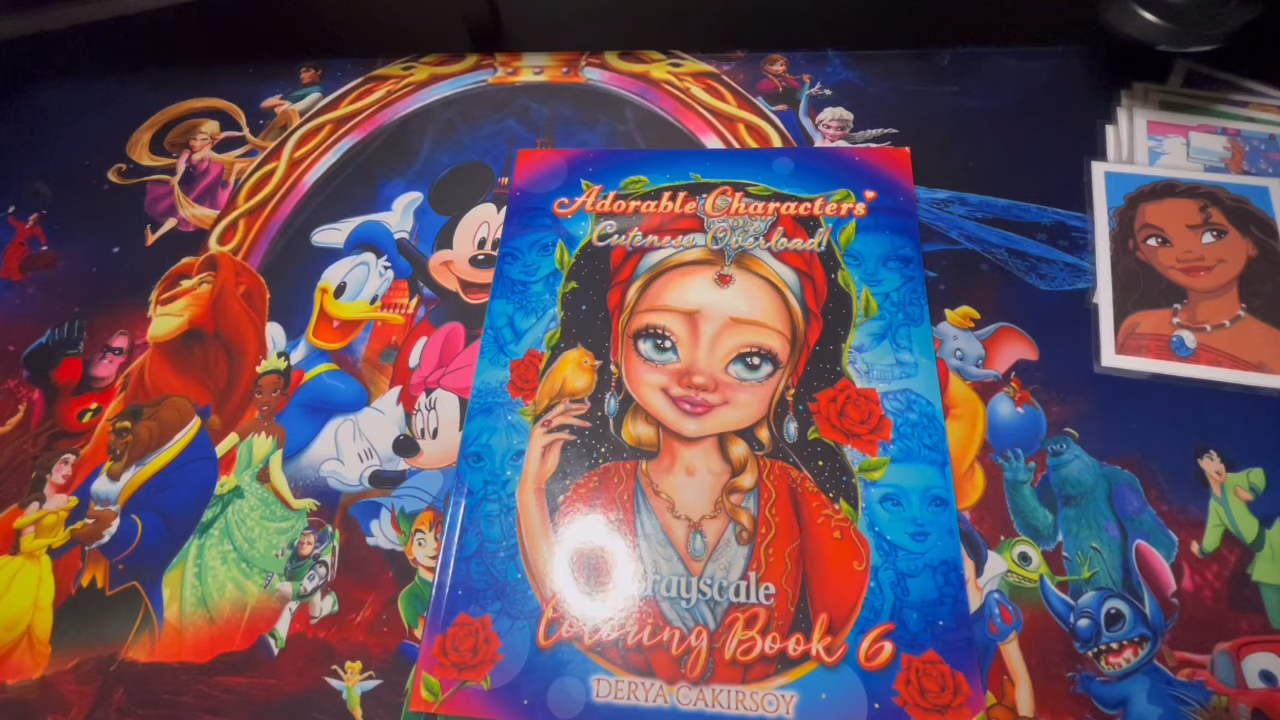 Adorable Characters
Cuteness Overload!
Grayscale
Coloring Book 6
DERYA CAKIRSOY